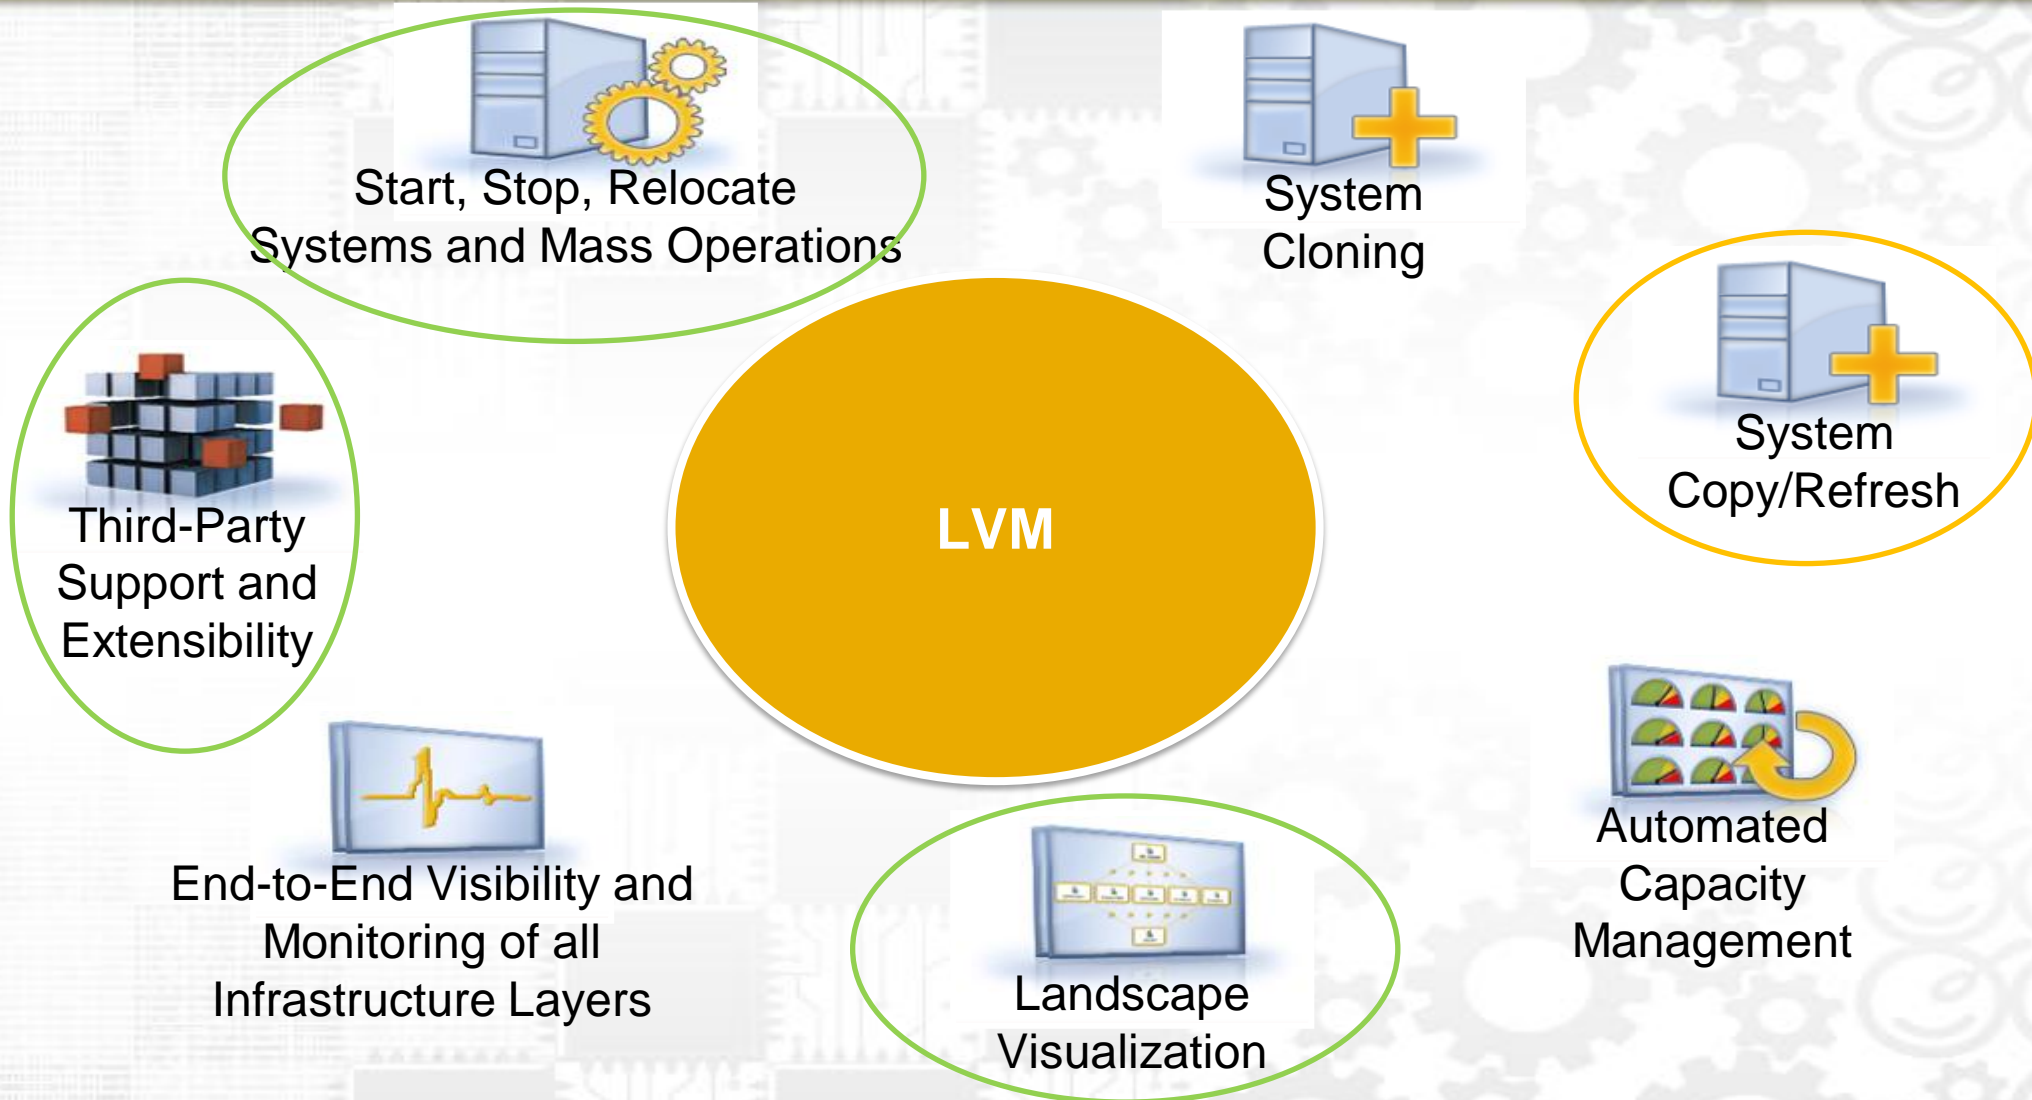 Start, Stop, Relocate
Systems and Mass Operations
System
Cloning
System
Copy/Refresh
Third-Party
Support and
Extensibility
LVM
Automated
Capacity
Management
End-to-End Visibility and
Monitoring of all
Infrastructure Layers
Landscape
Visualization